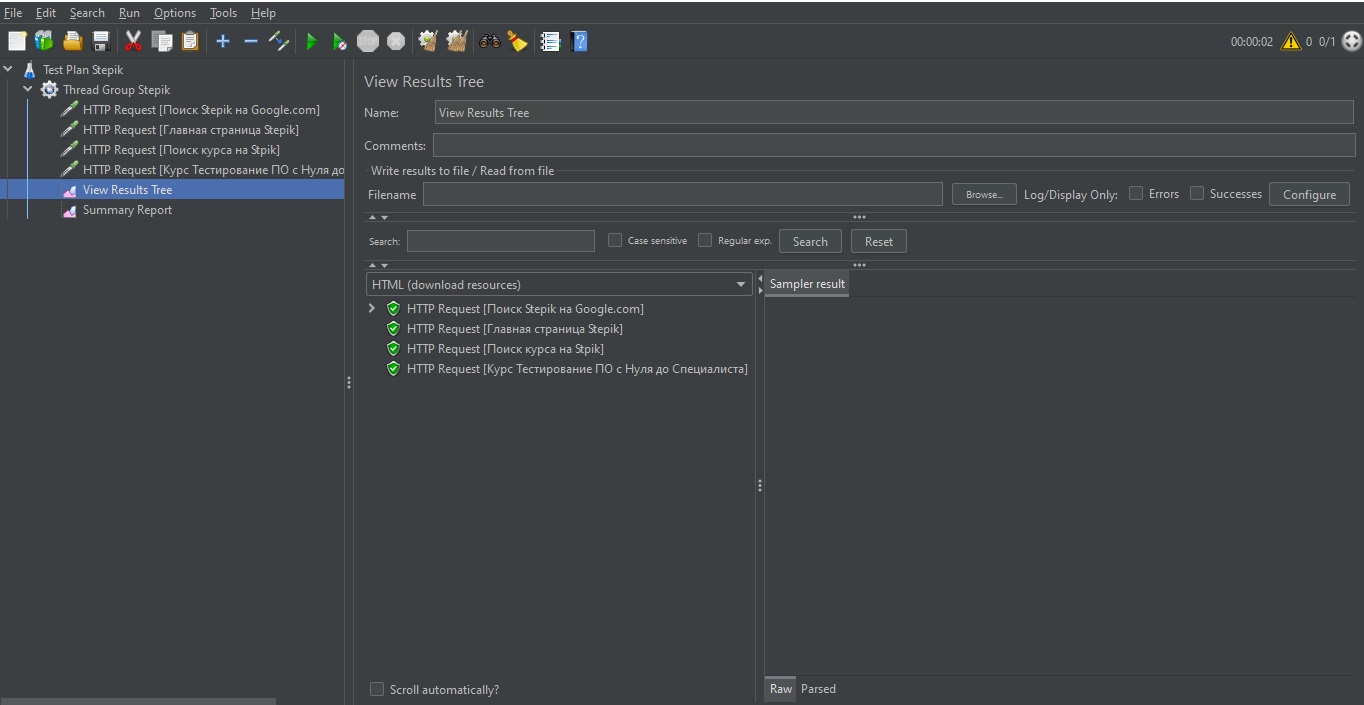 File Edit Search Run Options Tools Help
00:00:02 0 0/1
Test Plan Stepik
Thread Group Stepik
HTTP Request [Поиск Stepik на Google.com]
HTTP Request [Главная страница Stepik]
HTTP Request [Поиск курса на Stpik]
HTTP Request [Курс Тестирование ПО с Нуля до
View Results Tree
Summary Report
View Results Tree
Name: View Results Tree
Comments:
Write results to file / Read from file
Filename Browse... Log/Display Only: Errors Successes Configure
Search: Case sensitive Regular exp. Search Reset
HTML (download resources)
HTTP Request [Поиск Stepik на Google.com]
HTTP Request [Главная страница Stepik]
HTTP Request [Поиск курса на Stpik]
HTTP Request [Курс Тестирование ПО с Нуля до Специалиста]
Scroll automatically?
Sampler result
Raw Parsed